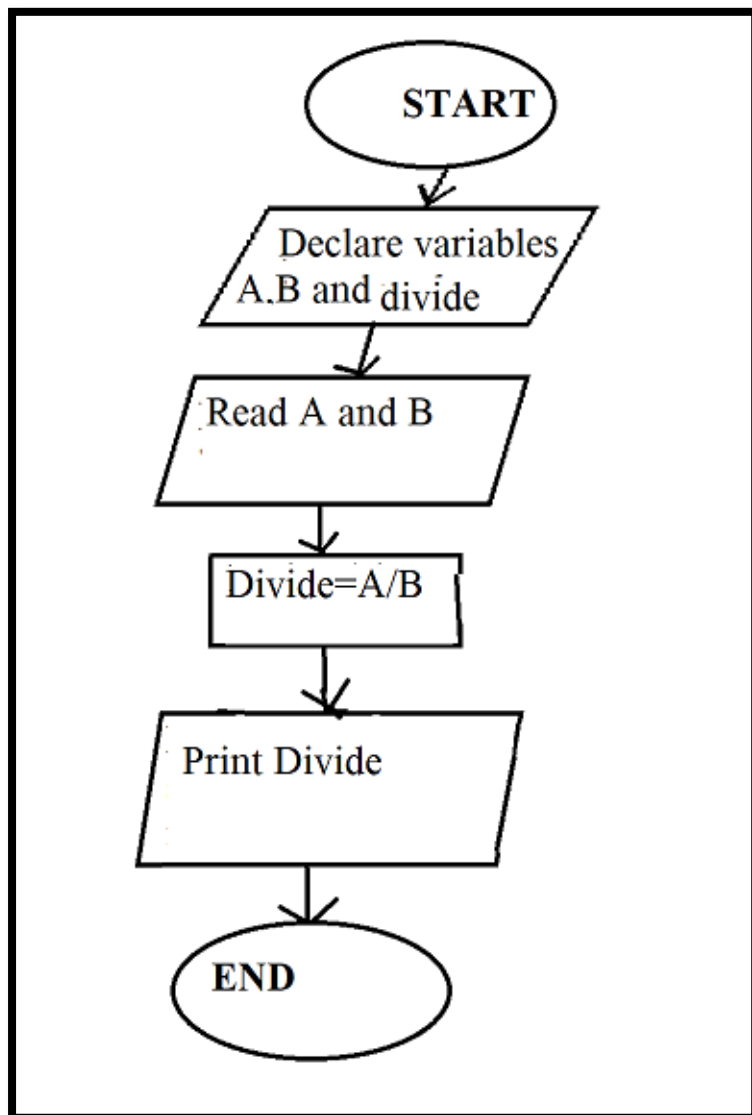 START
Declare variables
A.B and divide
Read A and B
Divide=A/B
Print Divide
END